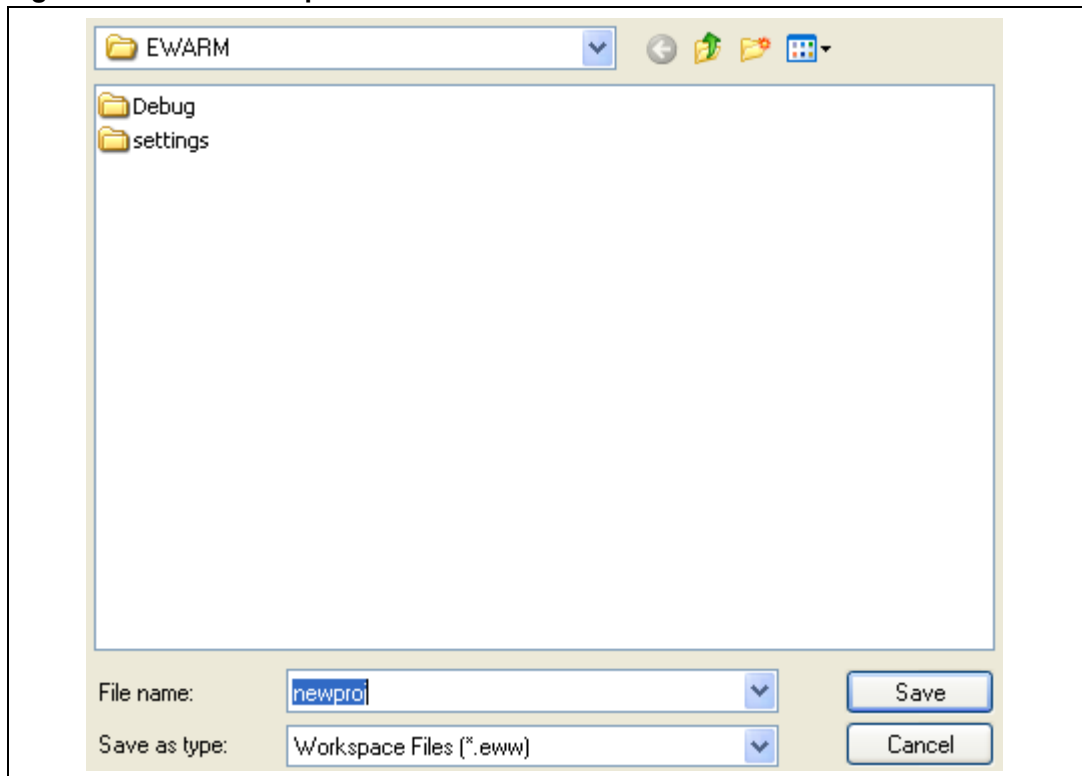 EWARM
Debug
settings
File name:
newproj
Save
Save as type:
Workspace Files (*.eww)
Cancel